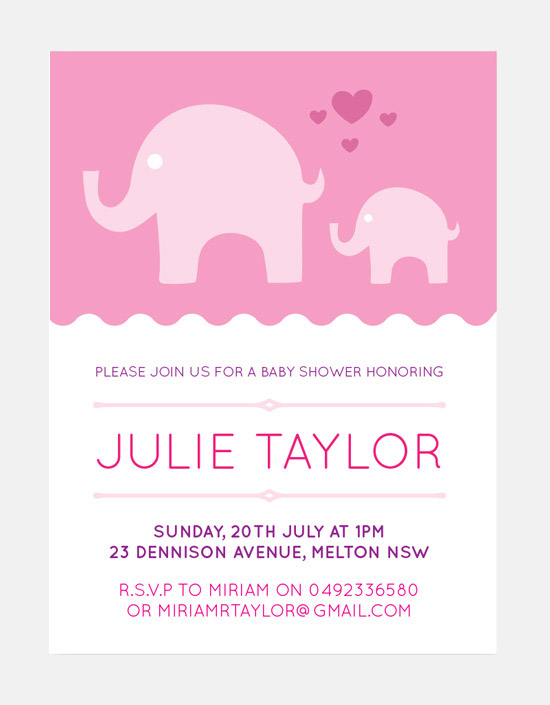 PLEASE JOIN US FOR A BABY SHOWER HONORING
JULIE TAYLOR
SUNDAY, 20TH JULY AT 1PM
23 DENNISON AVENUE, MELTON NSW
R.S.V.P TO MIRIAM ON 0492336580
OR MIRIAMRTAYLOR@GMAIL.COM